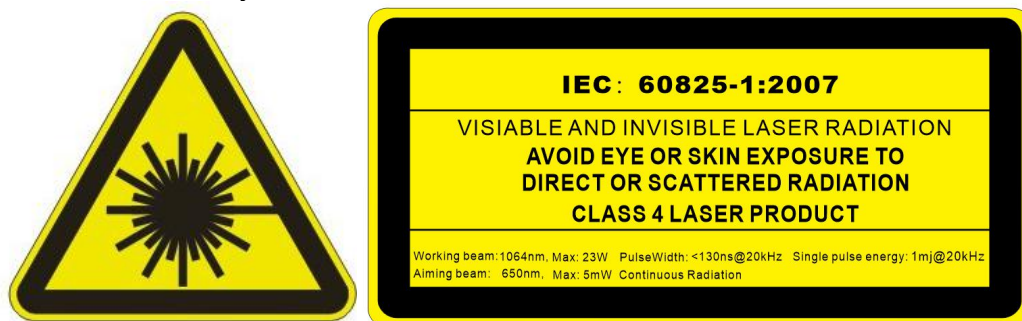 IEC: 60825-1:2007
VISIABLE AND INVISIBLE LASER RADIATION
AVOID EYE OR SKIN EXPOSURE TO
DIRECT OR SCATTERED RADIATION
CLASS 4 LASER PRODUCT
Working beam:1064nm, Max: 23W PulseWidth: <130ns@20kHz Single pulse energy: 1mj@20kHz
Aiming beam: 650nm, Max: 5mW Continuous Radiation